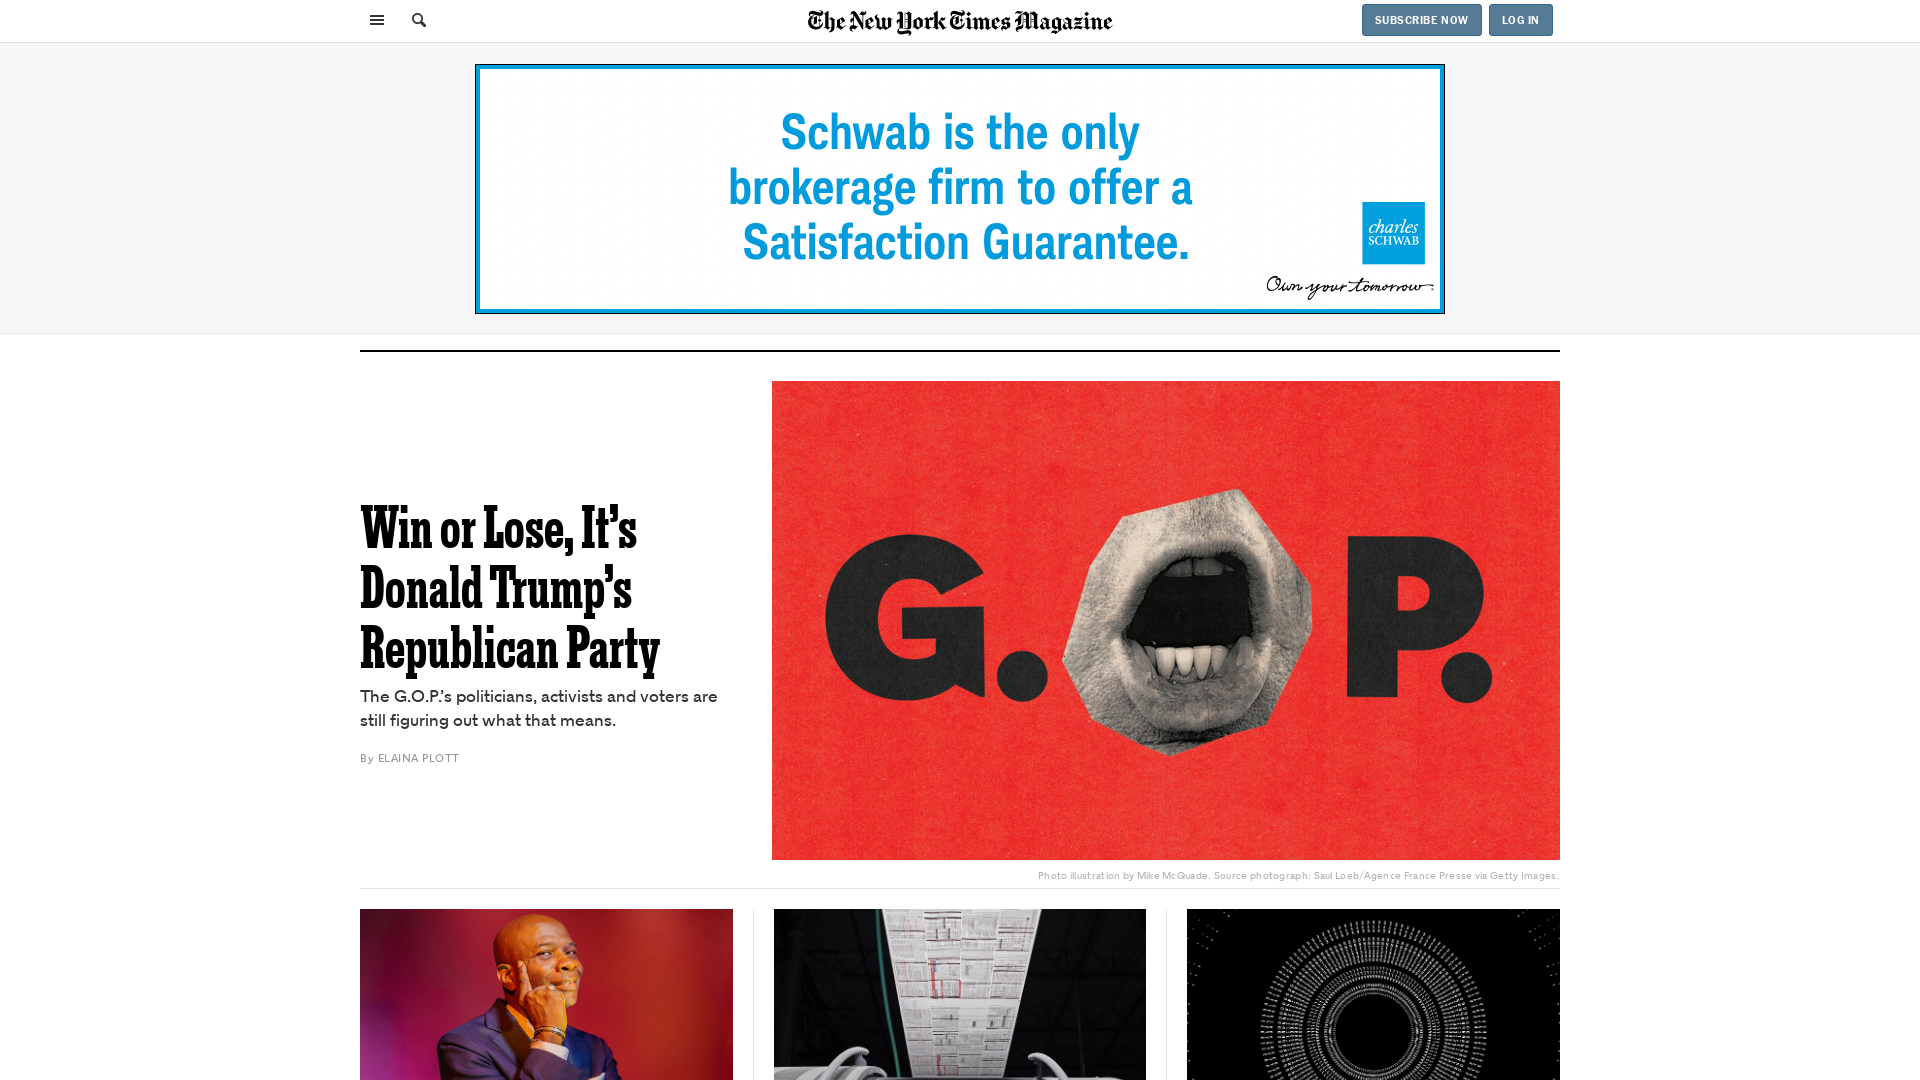 The New York Times Magazine
SUBSCRIBE NOW
LOG IN
Schwab is the only
brokerage firm to offer a
Satisfaction Guarantee.
charles
SCHWAB
Own your tomorrow
Win or Lose, It’s
Donald Trump’s
Republican Party
The G.O.P.’s politicians, activists and voters are
still figuring out what that means.
By ELAINA PLOTT
G. P.
Photo illustration by Mike McQuade. Source photograph: Saul Loeb/Agence France Presse via Getty Images.